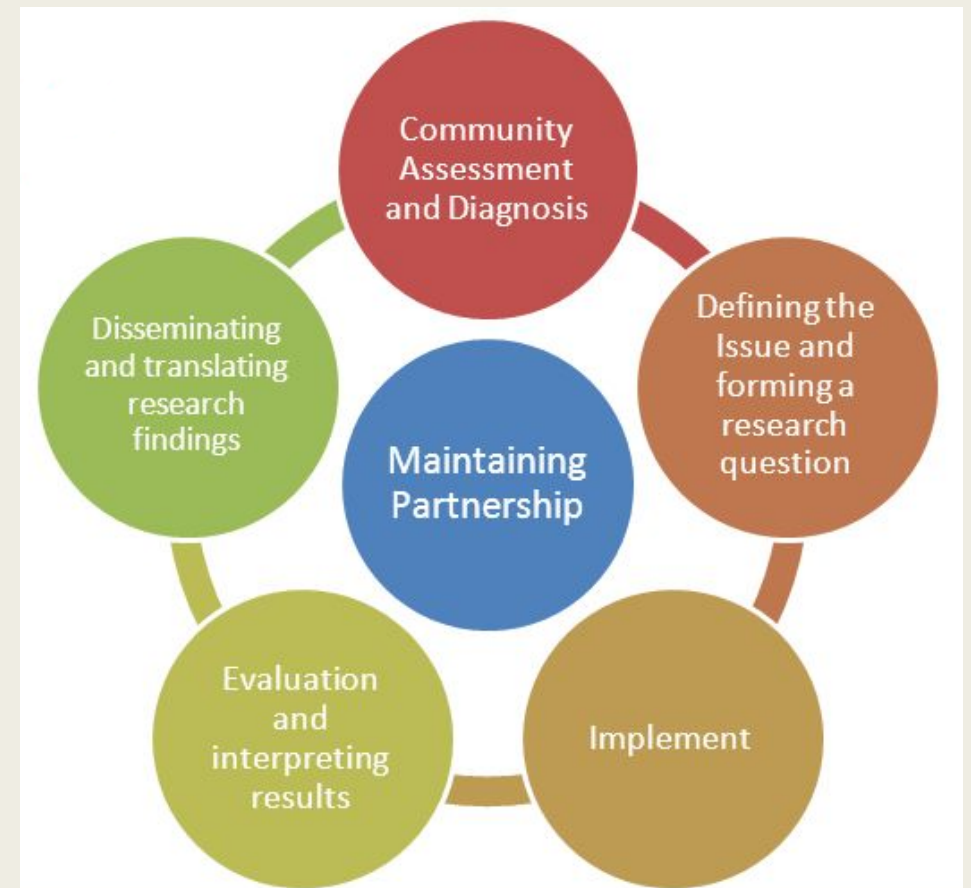 Community
Assessment
and Diagnosis
Defining the
Issue and
forming a
research
question
Implement
Evaluation
and
interpreting
results
Disseminating
and translating
research
findings
Maintaining
Partnership